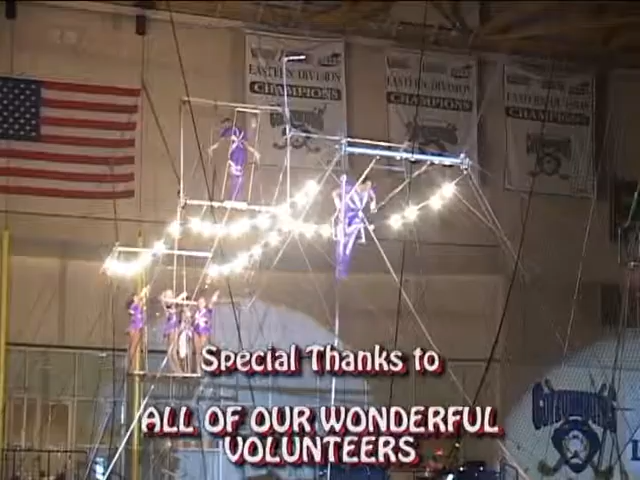 EASTERN DIVISION
CHAMPIONS
EASTERN DIVISION
CHAMPIONS
EASTERN DIVISION
CHAMPIONS
Special Thanks to
ALL OF OUR WONDERFUL
VOLUNTEERS